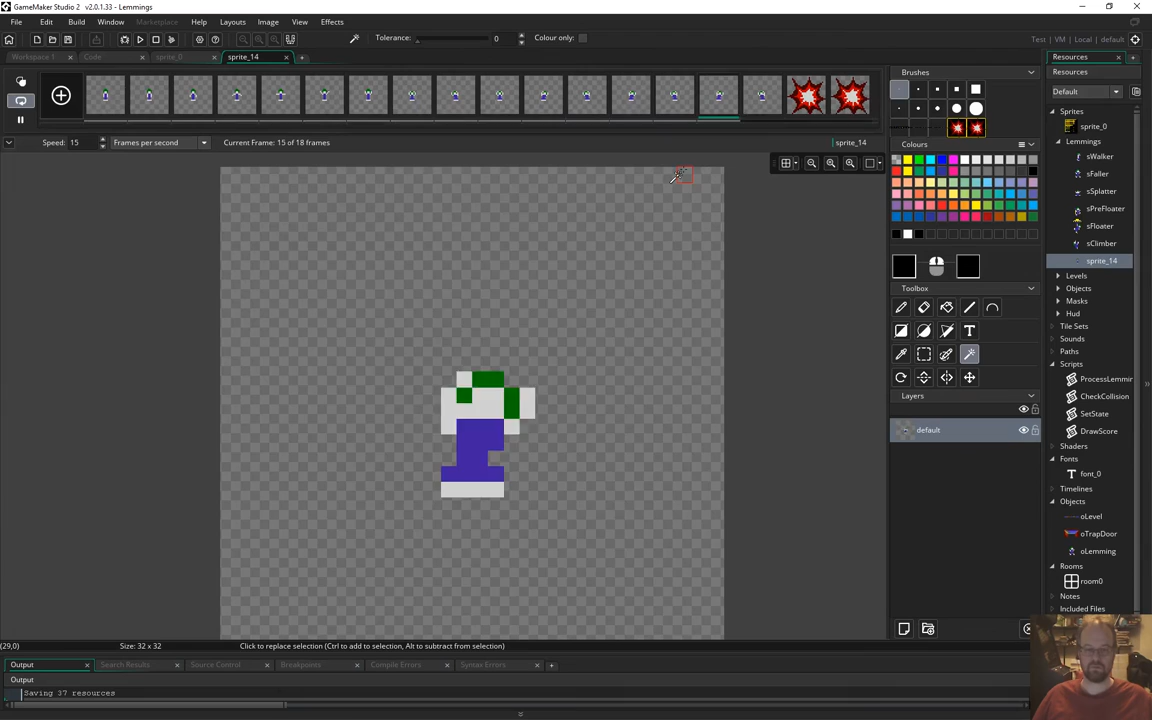 GameMaker Studio 2 v2.0.1.33 - Lemmings
File Edit Build Window Marketplace Help Layouts Image View Effects
Tolerance: 0 Colour only:
Test | VM | Local | default
Workspace 1 Code sprite_0 sprite_14
Resources
Resources
Default
Speed: 15 Frames per second Current Frame: 15 of 18 frames
sprite_14
Brushes
Colours
Toolbox
Layers
default
Sprites
sprite_0
Lemmings
sWalker
sFaller
sSplatter
sPreFloater
sFloater
sClimber
sprite_14
Levels
Objects
Masks
Hud
Tile Sets
Sounds
Paths
Scripts
ProcessLemmin
CheckCollision
SetState
DrawScore
Shaders
Fonts
font_0
Timelines
Objects
oLevel
oTrapDoor
oLemming
Rooms
room0
Notes
Included Files
(29,0) Size: 32 x 32 Click to replace selection (Ctrl to add to selection, Alt to subtract from selection)
Output Search Results Source Control Breakpoints Compile Errors Syntax Errors
Output
Saving 37 resources